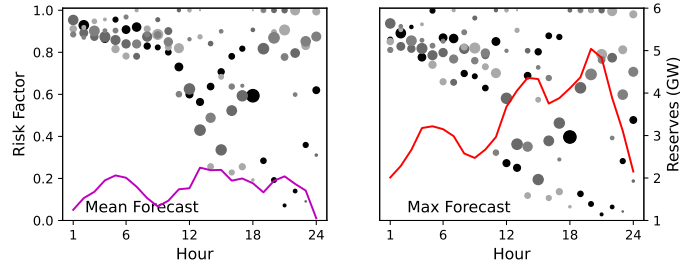 1.0
0.8
0.6
0.4
0.2
0.0
Risk Factor
Mean Forecast
1 6 12 18 24
Hour
Max Forecast
1 6 12 18 24
Hour
6
5
4
3
2
1
Reserves (GW)